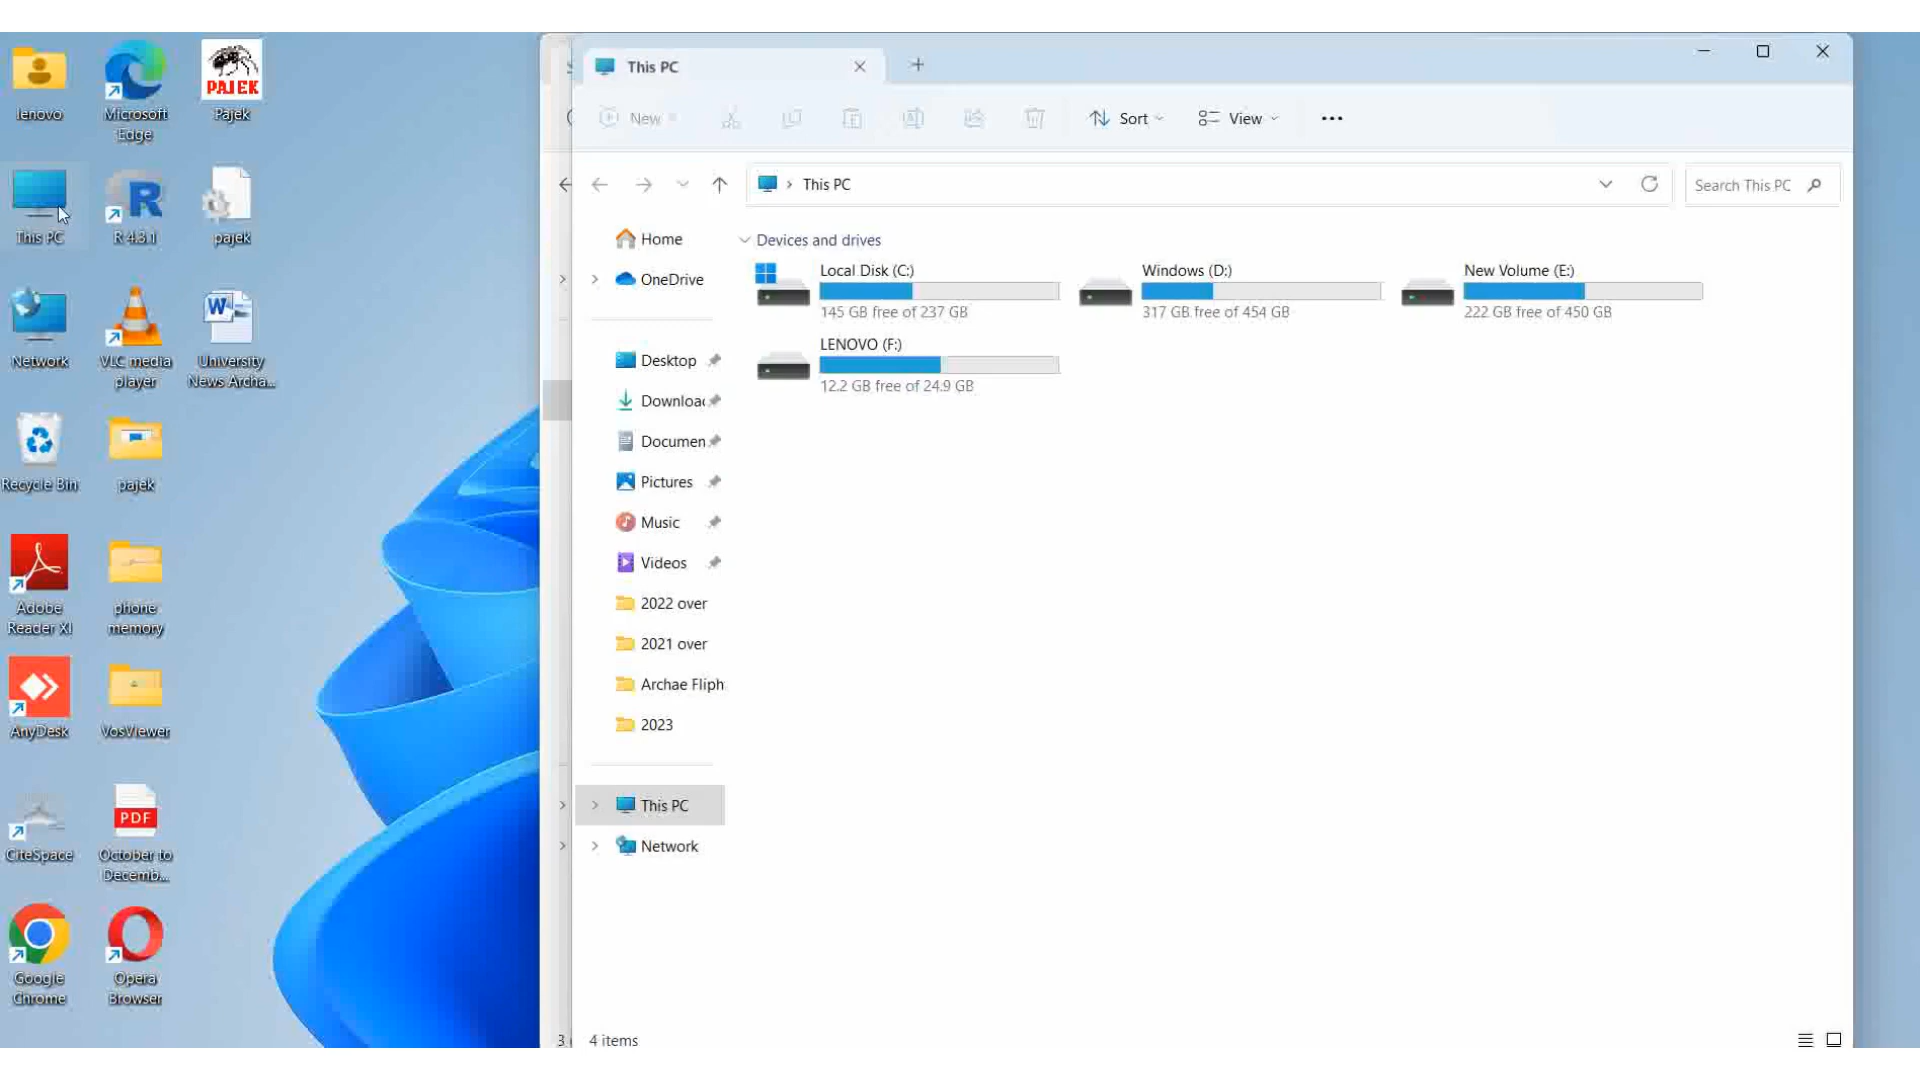 lenovo
Microsoft
Edge
PAJEK
Pajek
This PC
R 4.3.1
pajek
Network
VLC media
player
University
News Archa...
Recycle Bin
pajek
Adobe
Reader XI
phone
memory
AnyDesk
VosViewer
CiteSpace
PDF
October to
Decemb...
Google
Chrome
Opera
Browser
This PC
New
Sort
View
This PC
Search This PC
Home
OneDrive
Desktop
Downloac
Documen
Pictures
Music
Videos
2022 over
2021 over
Archae Fliph
2023
This PC
Network
Devices and drives
Local Disk (C:)
145 GB free of 237 GB
Windows (D:)
317 GB free of 454 GB
New Volume (E:)
222 GB free of 450 GB
LENOVO (F:)
12.2 GB free of 24.9 GB
3
4 items